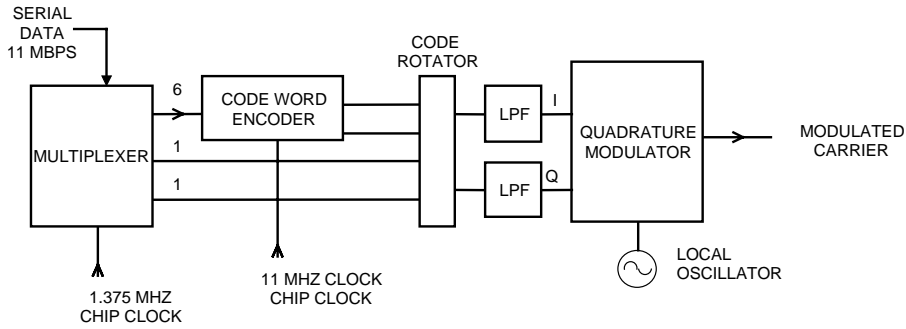 SERIAL
DATA
11 MBPS
MULTIPLEXER
6
1
1
CODE WORD
ENCODER
CODE
ROTATOR
LPF
LPF
I
Q
QUADRATURE
MODULATOR
MODULATED
CARRIER
LOCAL
OSCILLATOR
11 MHZ CLOCK
CHIP CLOCK
1.375 MHZ
CHIP CLOCK